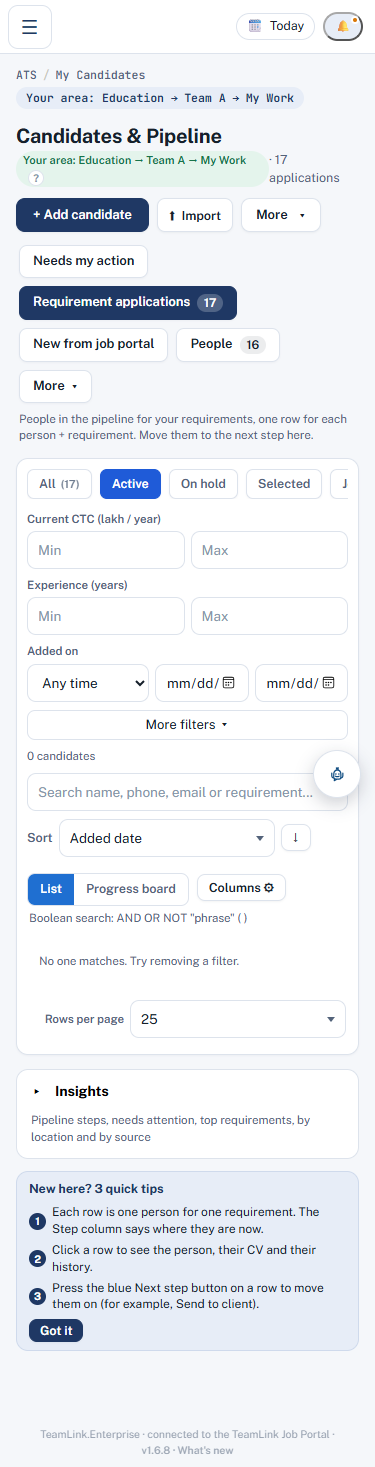 ☰
Today
ATS / My Candidates
Your area: Education → Team A → My Work
Candidates & Pipeline
Your area: Education → Team A → My Work ? · 17 applications
+ Add candidate
⬆ Import
More ▾
Needs my action
Requirement applications 17
New from job portal
People 16
More ▾
People in the pipeline for your requirements, one row for each
person + requirement. Move them to the next step here.
All (17)
Active
On hold
Selected
J
Current CTC (lakh / year)
Min
Max
Experience (years)
Min
Max
Added on
Any time
mm/dd/
mm/dd/
More filters ▾
0 candidates
Search name, phone, email or requirement...
Sort
Added date
↓
List
Progress board
Columns ⚙
Boolean search: AND OR NOT "phrase" ( )
No one matches. Try removing a filter.
Rows per page
25
▸ Insights
Pipeline steps, needs attention, top requirements, by
location and by source
New here? 3 quick tips
1 Each row is one person for one requirement. The
Step column says where they are now.
2 Click a row to see the person, their CV and their
history.
3 Press the blue Next step button on a row to move
them on (for example, Send to client).
Got it
TeamLink.Enterprise · connected to the TeamLink Job Portal ·
v1.6.8 · What's new